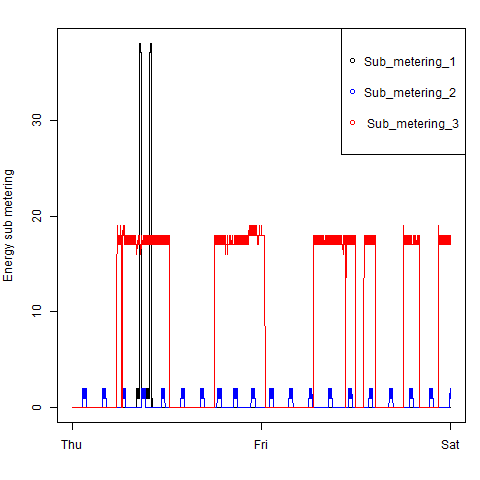 Sub_metering_1
Sub_metering_2
Sub_metering_3
Energy sub metering
30
20
10
0
Thu Fri Sat